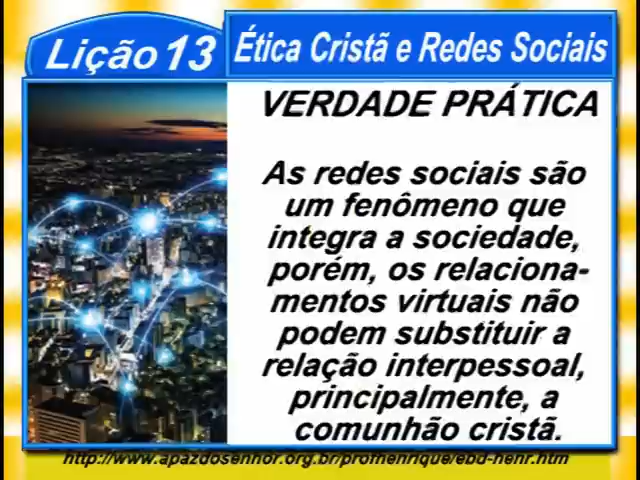 Lição 13
Ética Cristã e Redes Sociais
VERDADE PRÁTICA
As redes sociais são
um fenômeno que
integra a sociedade,
porém, os relaciona-
mentos virtuais não
podem substituir a
relação interpessoal,
principalmente, a
comunhão cristã.
http://www.apazdosenhor.org.br/profhenrique/ebd-henr.htm